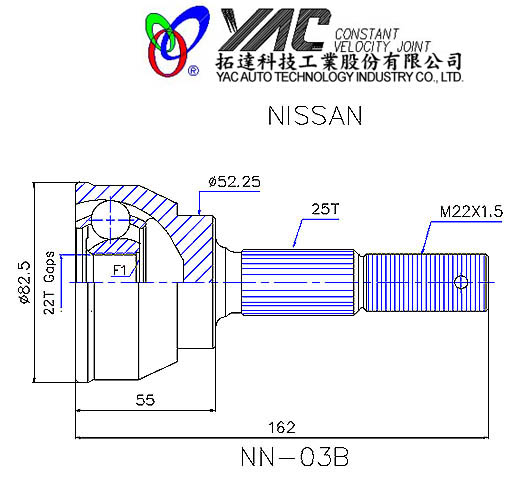 YAC CONSTANT
VELOCITY JOINT
®
拓達科技工業股份有限公司
YAC AUTO TECHNOLOGY INDUSTRY CO., LTD.
NISSAN
ø52.25
25T
M22X1.5
ø82.5
22T Gaps
F1
55
162
NN-03B